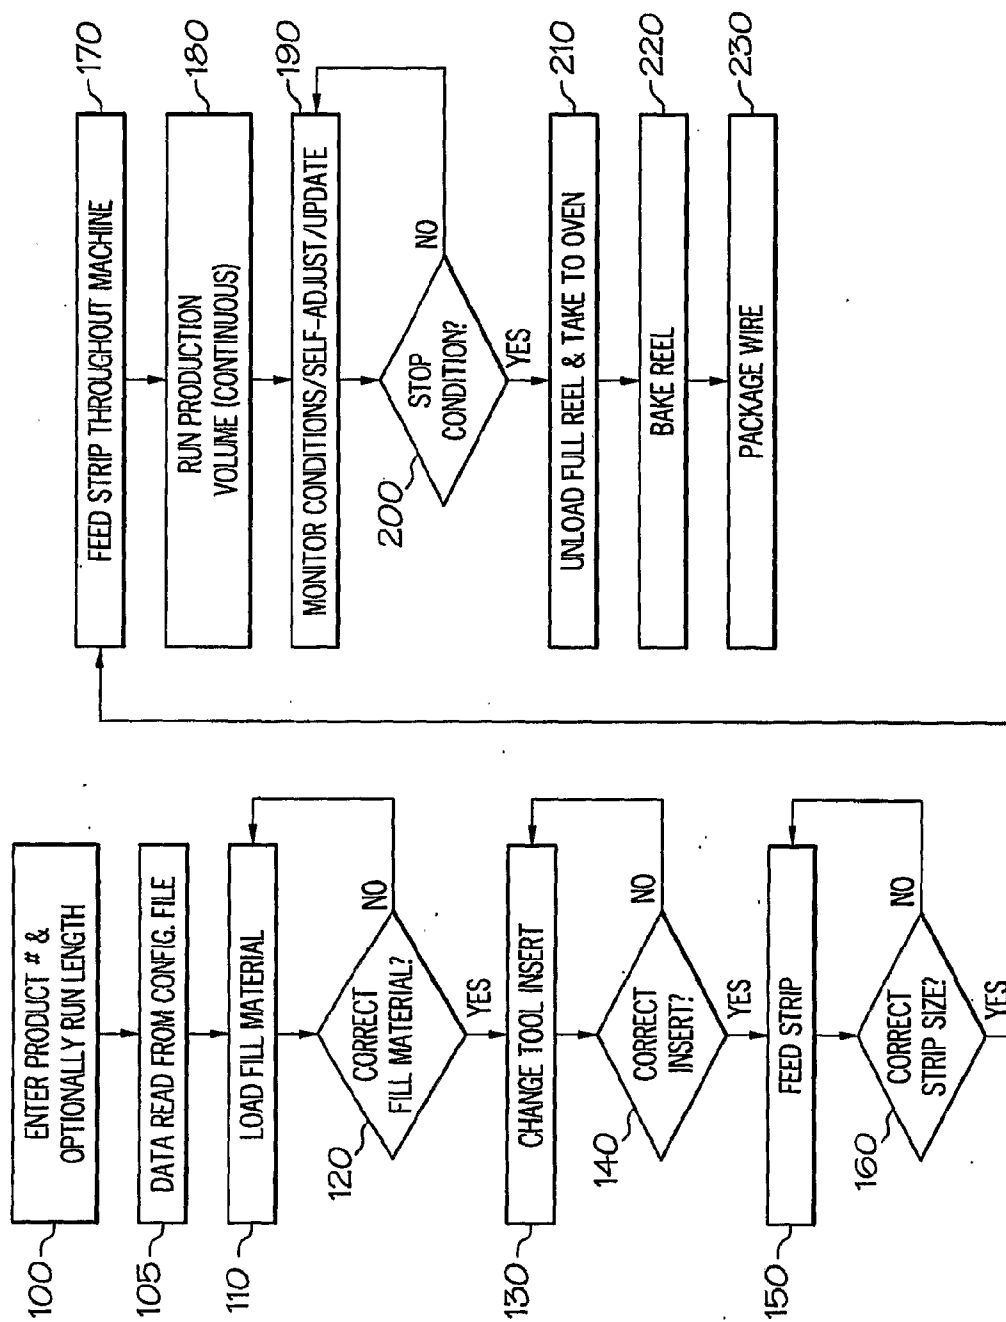 100
ENTER PRODUCT # &
OPTIONALLY RUN LENGTH
105
DATA READ FROM CONFIG. FILE
110
LOAD FILL MATERIAL
120
CORRECT
FILL MATERIAL?
NO
YES
130
CHANGE TOOL INSERT
140
CORRECT
INSERT?
NO
YES
150
FEED STRIP
160
CORRECT
STRIP SIZE?
NO
YES
FEED STRIP THROUGHOUT MACHINE
170
RUN PRODUCTION
VOLUME (CONTINUOUS)
180
MONITOR CONDITIONS/SELF-ADJUST/UPDATE
190
200
STOP
CONDITION?
NO
YES
UNLOAD FULL REEL & TAKE TO OVEN
210
BAKE REEL
220
PACKAGE WIRE
230